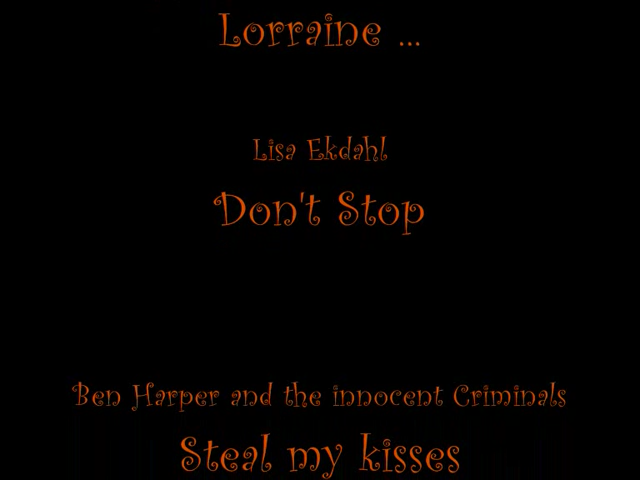 Lorraine ...
Lisa Ekdahl
Don't Stop
Ben Harper and the innocent Criminals
Steal my kisses